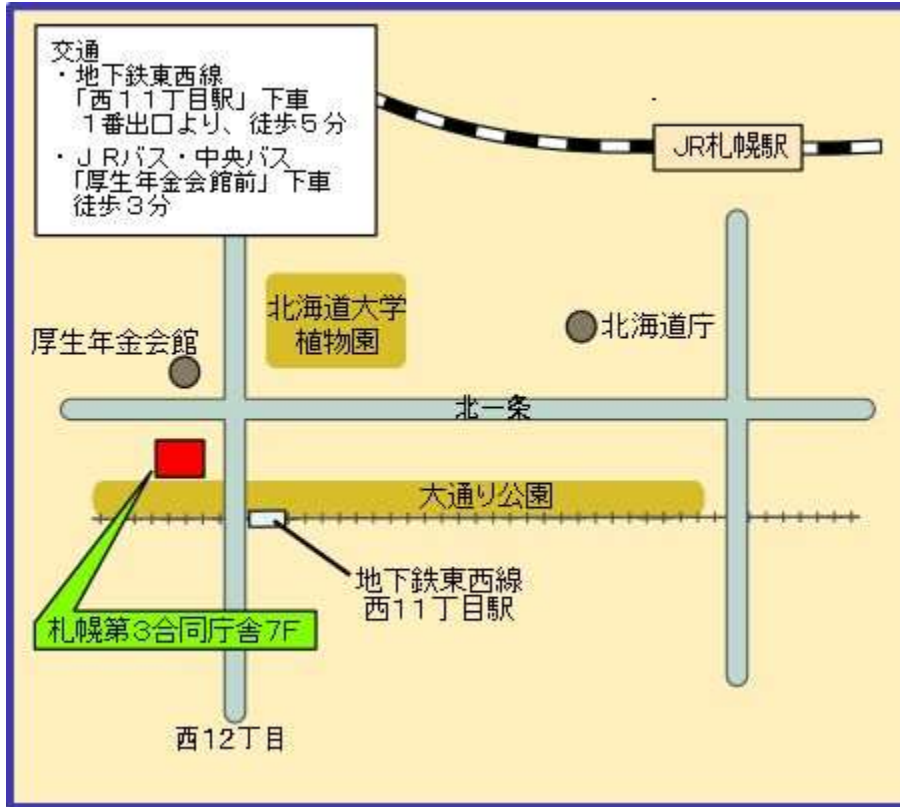 交通
・地下鉄東西線
「西１１丁目駅」下車
１番出口より、徒歩５分
・ＪＲバス・中央バス
「厚生年金会館前」下車
徒歩３分
JR札幌駅
北海道大学
植物園
北海道庁
厚生年金会館
北一条
大通り公園
地下鉄東西線
西11丁目駅
札幌第3合同庁舎7F
西12丁目